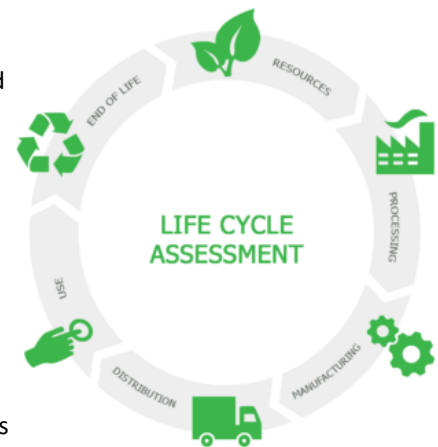 RESOURCES
PROCESSING
MANUFACTURING
DISTRIBUTION
USE
END OF LIFE
LIFE CYCLE
ASSESSMENT
d
s